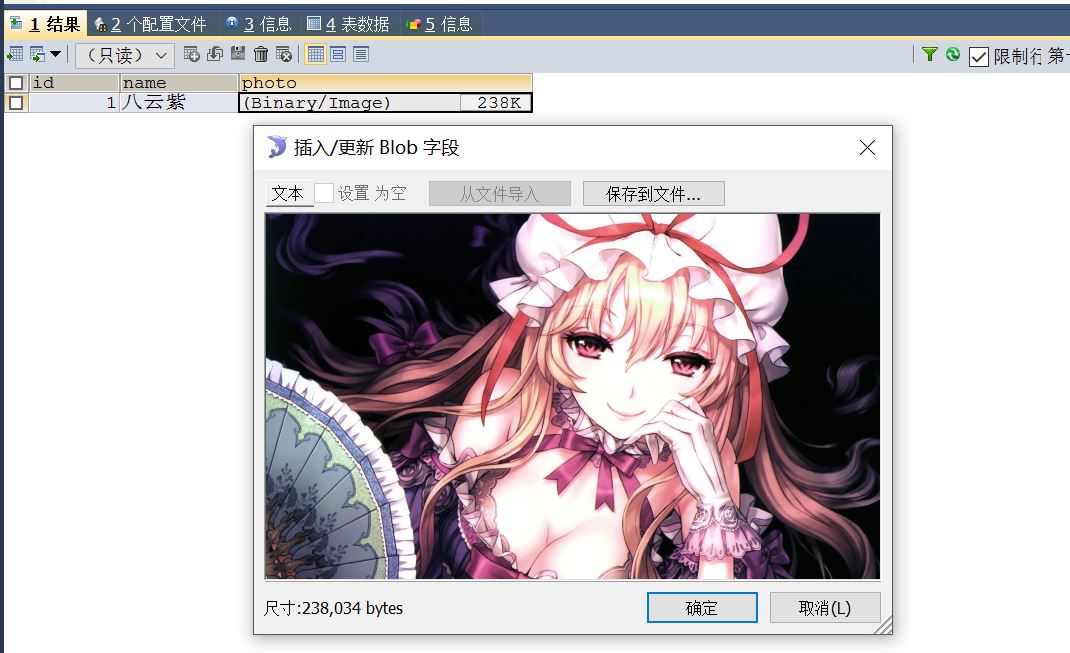 1 结果 2 个配置文件 3 信息 4 表数据 5 信息
（只读） 限制行 第
id name photo
1 八云紫 (Binary/Image) 238K
插入/更新 Blob 字段
文本 设置 为空 从文件导入 保存到文件...
尺寸:238,034 bytes 确定 取消(L)